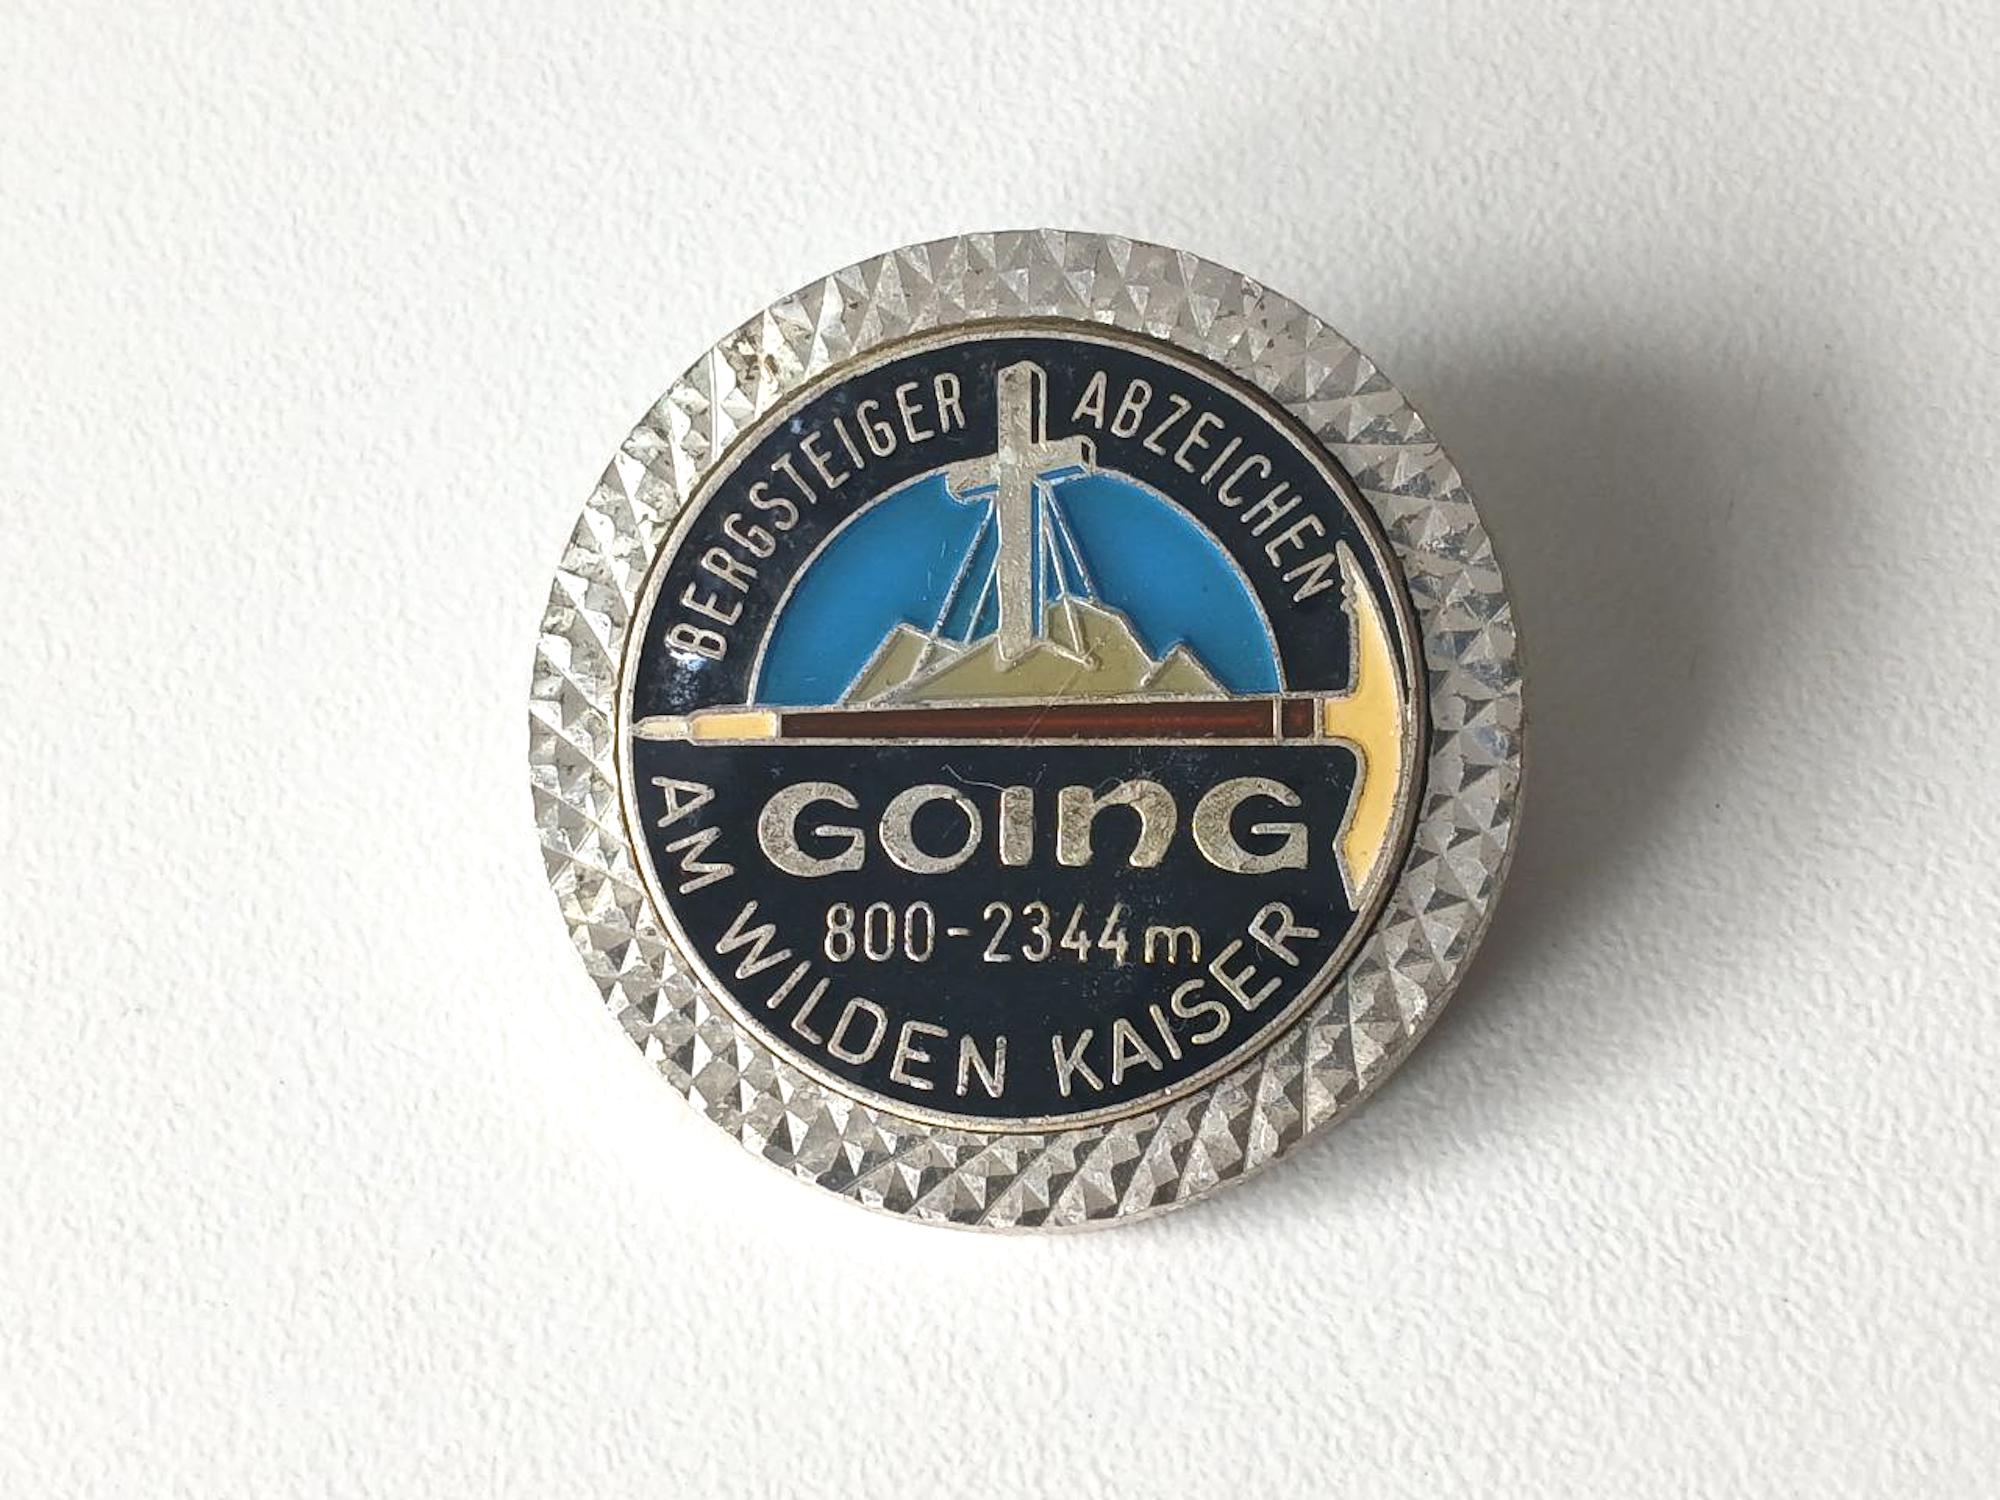 BERGSTEIGER ABZEICHEN
GOING
800-2344m
AM WILDEN KAISER